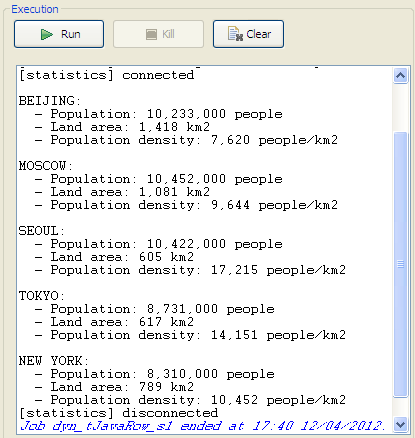 Execution
Run Kill Clear
[statistics] connected
BEIJING:
- Population: 10,233,000 people
- Land area: 1,418 km2
- Population density: 7,620 people/km2
MOSCOW:
- Population: 10,452,000 people
- Land area: 1,081 km2
- Population density: 9,644 people/km2
SEOUL:
- Population: 10,422,000 people
- Land area: 605 km2
- Population density: 17,215 people/km2
TOKYO:
- Population: 8,731,000 people
- Land area: 617 km2
- Population density: 14,151 people/km2
NEW YORK:
- Population: 8,310,000 people
- Land area: 789 km2
- Population density: 10,452 people/km2
[statistics] disconnected
Job dyn_tJavaRow_s1 ended at 17:40 12/04/2012.